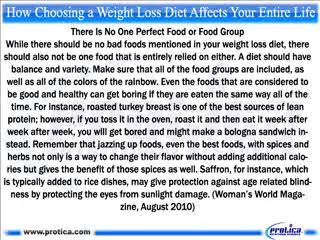 How Choosing a Weight Loss Diet Affects Your Entire Life
There Is No One Perfect Food or Food Group
While there should be no bad foods mentioned in your weight loss diet, there
should also not be one food that is entirely relied on either. A diet should have
balance and variety. Make sure that all of the food groups are included, as
well as all of the colors of the rainbow. Even the foods that are considered to
be good and healthy can get boring if they are eaten the same way all of the
time. For instance, roasted turkey breast is one of the best sources of lean
protein; however, if you toss it in the oven, roast it and then eat it week after
week after week, you will get bored and might make a bologna sandwich in-
stead. Remember that jazzing up foods, even the best foods, with spices and
herbs not only is a way to change their flavor without adding additional calo-
ries but gives the benefit of those spices as well. Saffron, for instance, which
is typically added to rice dishes, may give protection against age related blind-
ness by protecting the eyes from sunlight damage. (Woman's World Maga-
zine, August 2010)
www.protica.com
protica